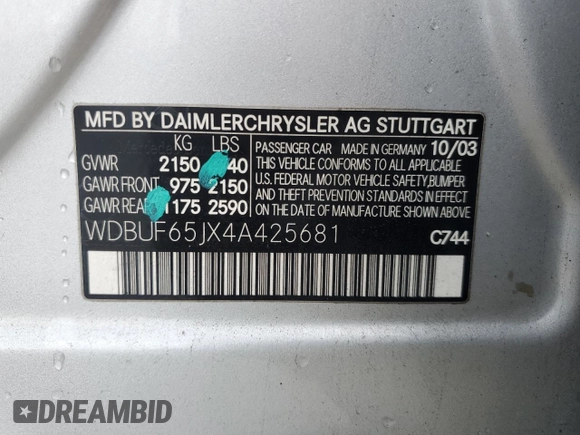 MFD BY DAIMLERCHRYSLER AG STUTTGART
KG LBS
PASSENGER CAR MADE IN GERMANY 10/03
GVWR 2150 40
THIS VEHICLE CONFORMS TO ALL APPLICABLE
GAWR FRONT 975 2150
U.S. FEDERAL MOTOR VEHICLE SAFETY,BUMPER
AND THEFT PREVENTION STANDARDS IN EFFECT
GAWR REAR 1175 2590
ON THE DATE OF MANUFACTURE SHOWN ABOVE
WDBUF65JX4A425681
C744
DREAMBID